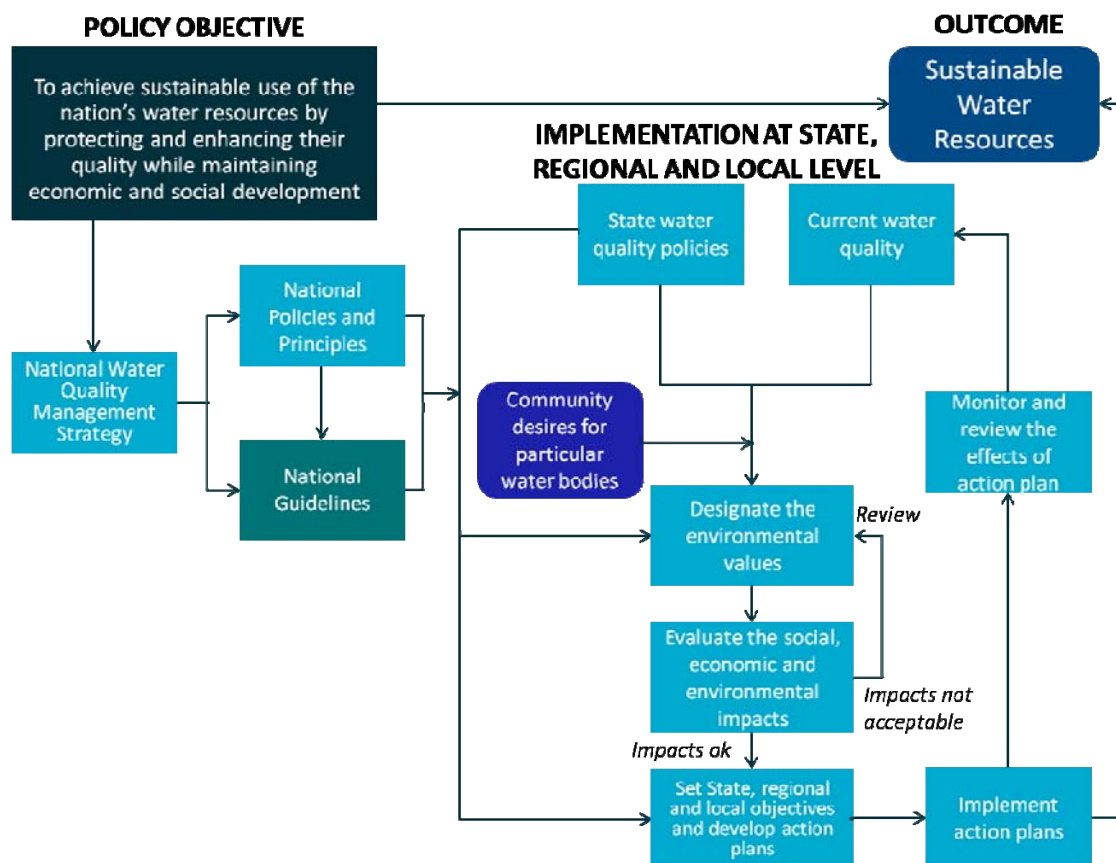 POLICY OBJECTIVE
To achieve sustainable use of the
nation's water resources by
protecting and enhancing their
quality while maintaining
economic and social development
OUTCOME
Sustainable
Water
Resources
IMPLEMENTATION AT STATE,
REGIONAL AND LOCAL LEVEL
State water
quality policies
Current water
quality
National
Policies and
Principles
National Water
Quality
Management
Strategy
National
Guidelines
Community
desires for
particular
water bodies
Monitor and
review the
effects of
action plan
Designate the
environmental
values
Review
Evaluate the social,
economic and
environmental
impacts
Impacts not
acceptable
Impacts ok
Set State, regional
and local objectives
and develop action
plans
Implement
action plans